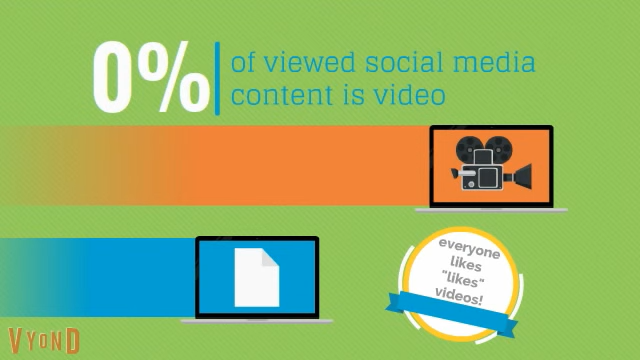 0% of viewed social media
content is video
everyone
likes
"likes"
videos!
VYOND